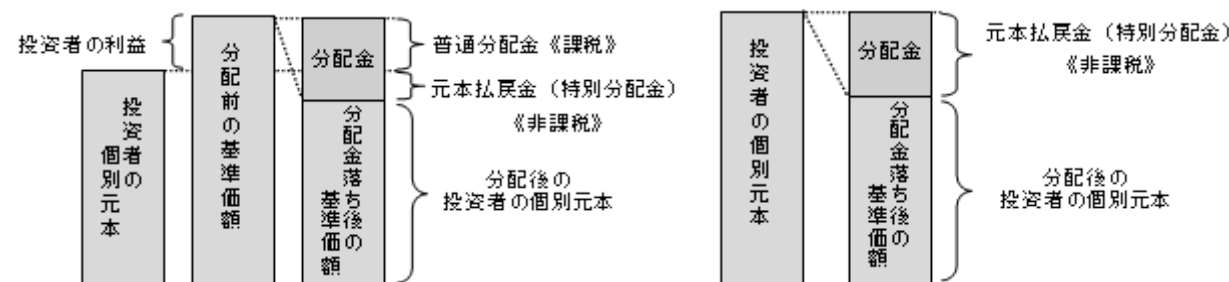 投資者の利益
投資者の
個別元本
分配前の基準価額
分配金
普通分配金《課税》
元本払戻金（特別分配金）
《非課税》
分配金落ち後の
基準価額
分配後の
投資者の個別元本
投資者の個別元本
分配金
元本払戻金（特別分配金）
《非課税》
分配金落ち後の
基準価額
分配後の
投資者の個別元本